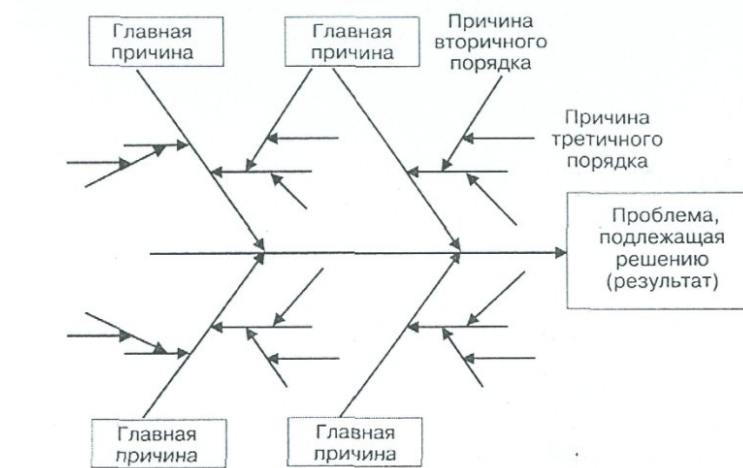 Главная
причина
Главная
причина
Причина
вторичного
порядка
Причина
третичного
порядка
Проблема,
подлежащая
решению
(результат)
Главная
причина
Главная
причина